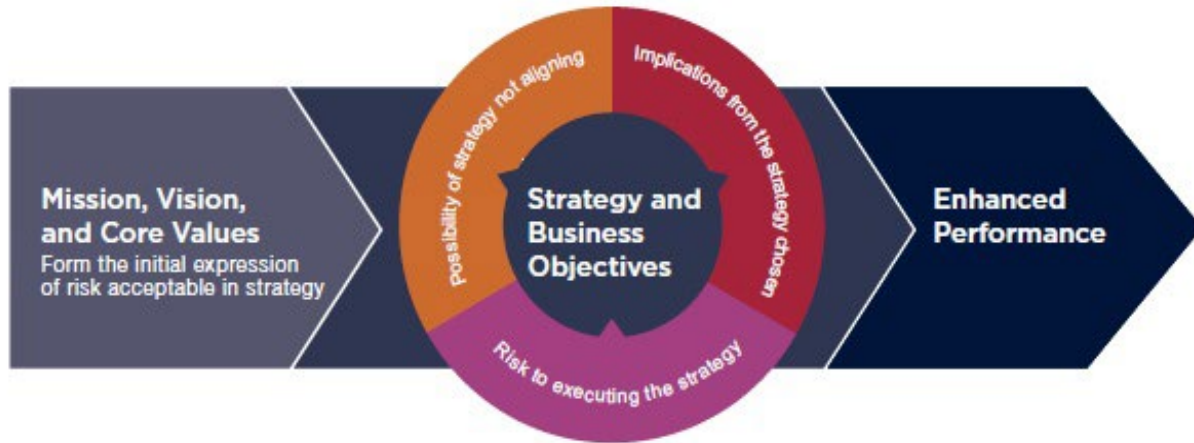 Mission, Vision,
and Core Values
Form the initial expression
of risk acceptable in strategy
Possibility of strategy not aligning
Implications from the strategy chosen
Strategy and
Business
Objectives
Risk to executing the strategy
Enhanced
Performance